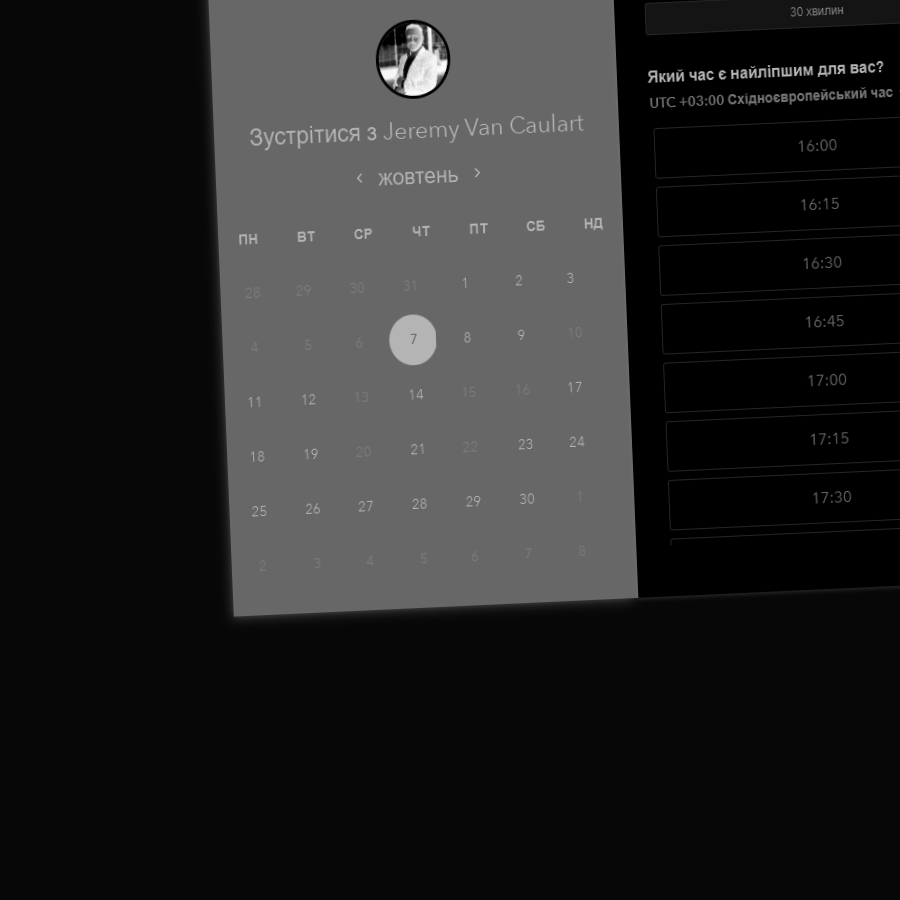 Зустрітися з Jeremy Van Caulart
‹ жовтень ›
ПН ВТ СР ЧТ ПТ СБ НД
28 29 30 31 1 2 3
4 5 6 7 8 9 10
11 12 13 14 15 16 17
18 19 20 21 22 23 24
25 26 27 28 29 30 1
2 3 4 5 6 7 8
30 хвилин
Який час є найліпшим для вас?
UTC +03:00 Східноєвропейський час
16:00
16:15
16:30
16:45
17:00
17:15
17:30